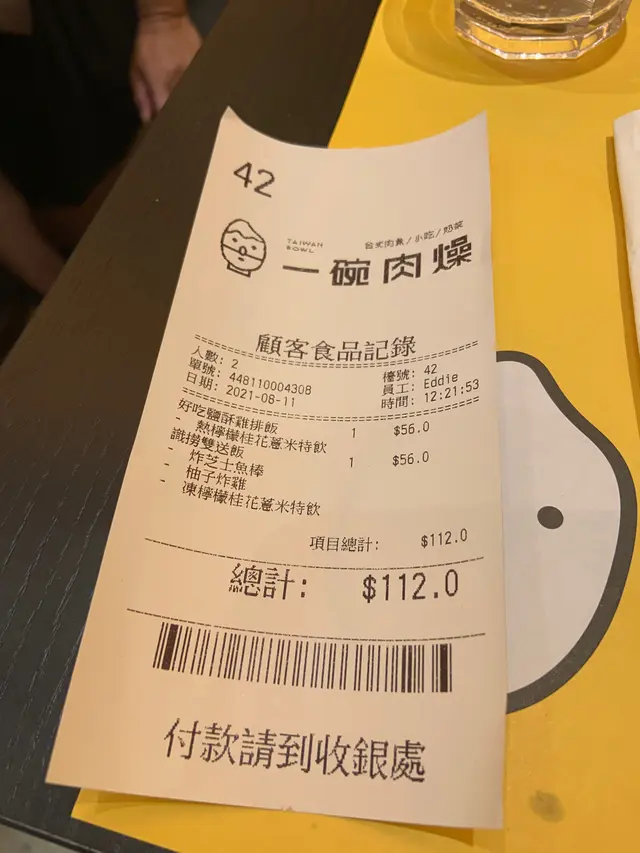 42
TAIWAN
BOWL
台式肉燥/小吃/奶茶
一碗肉燥
顧客食品記錄
人數: 2
檯號: 42
單號: 448110004308
員工: Eddie
日期: 2021-08-11
時間: 12:21:53
好吃鹽酥雞排飯 1 $56.0
- 熱檸檬桂花薏米特飲
識撈雙送飯 1 $56.0
- 炸芝士魚棒
- 柚子炸雞
- 凍檸檬桂花薏米特飲
項目總計: $112.0
總計: $112.0
付款請到收銀處